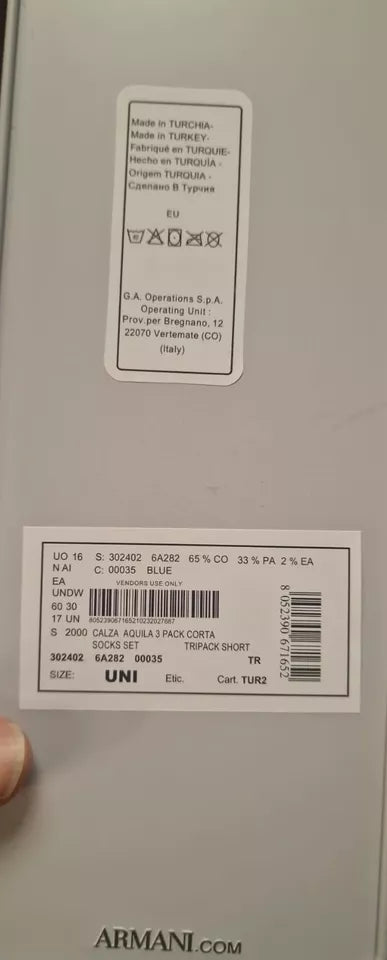 Made in TURCHIA-
Made in TURKEY-
Fabriqué en TURQUIE-
Hecho en TURQUÍA -
Origem TURQUIA -
Сделано В Турчия
EU
G.A. Operations S.p.A.
Operating Unit :
Prov.per Bregnano, 12
22070 Vertemate (CO)
(Italy)
UO 16 S: 302402 6A282 65 % CO 33 % PA 2 % EA
N AI C: 00035 BLUE
EA VENDORS USE ONLY
UNDW
60 30
17 UN 805239067165210232027687
S 2000 CALZA AQUILA 3 PACK CORTA
SOCKS SET TRIPACK SHORT
302402 6A282 00035 TR
SIZE: UNI Etic. Cart. TUR2
8 052390 671652
ARMANI.COM